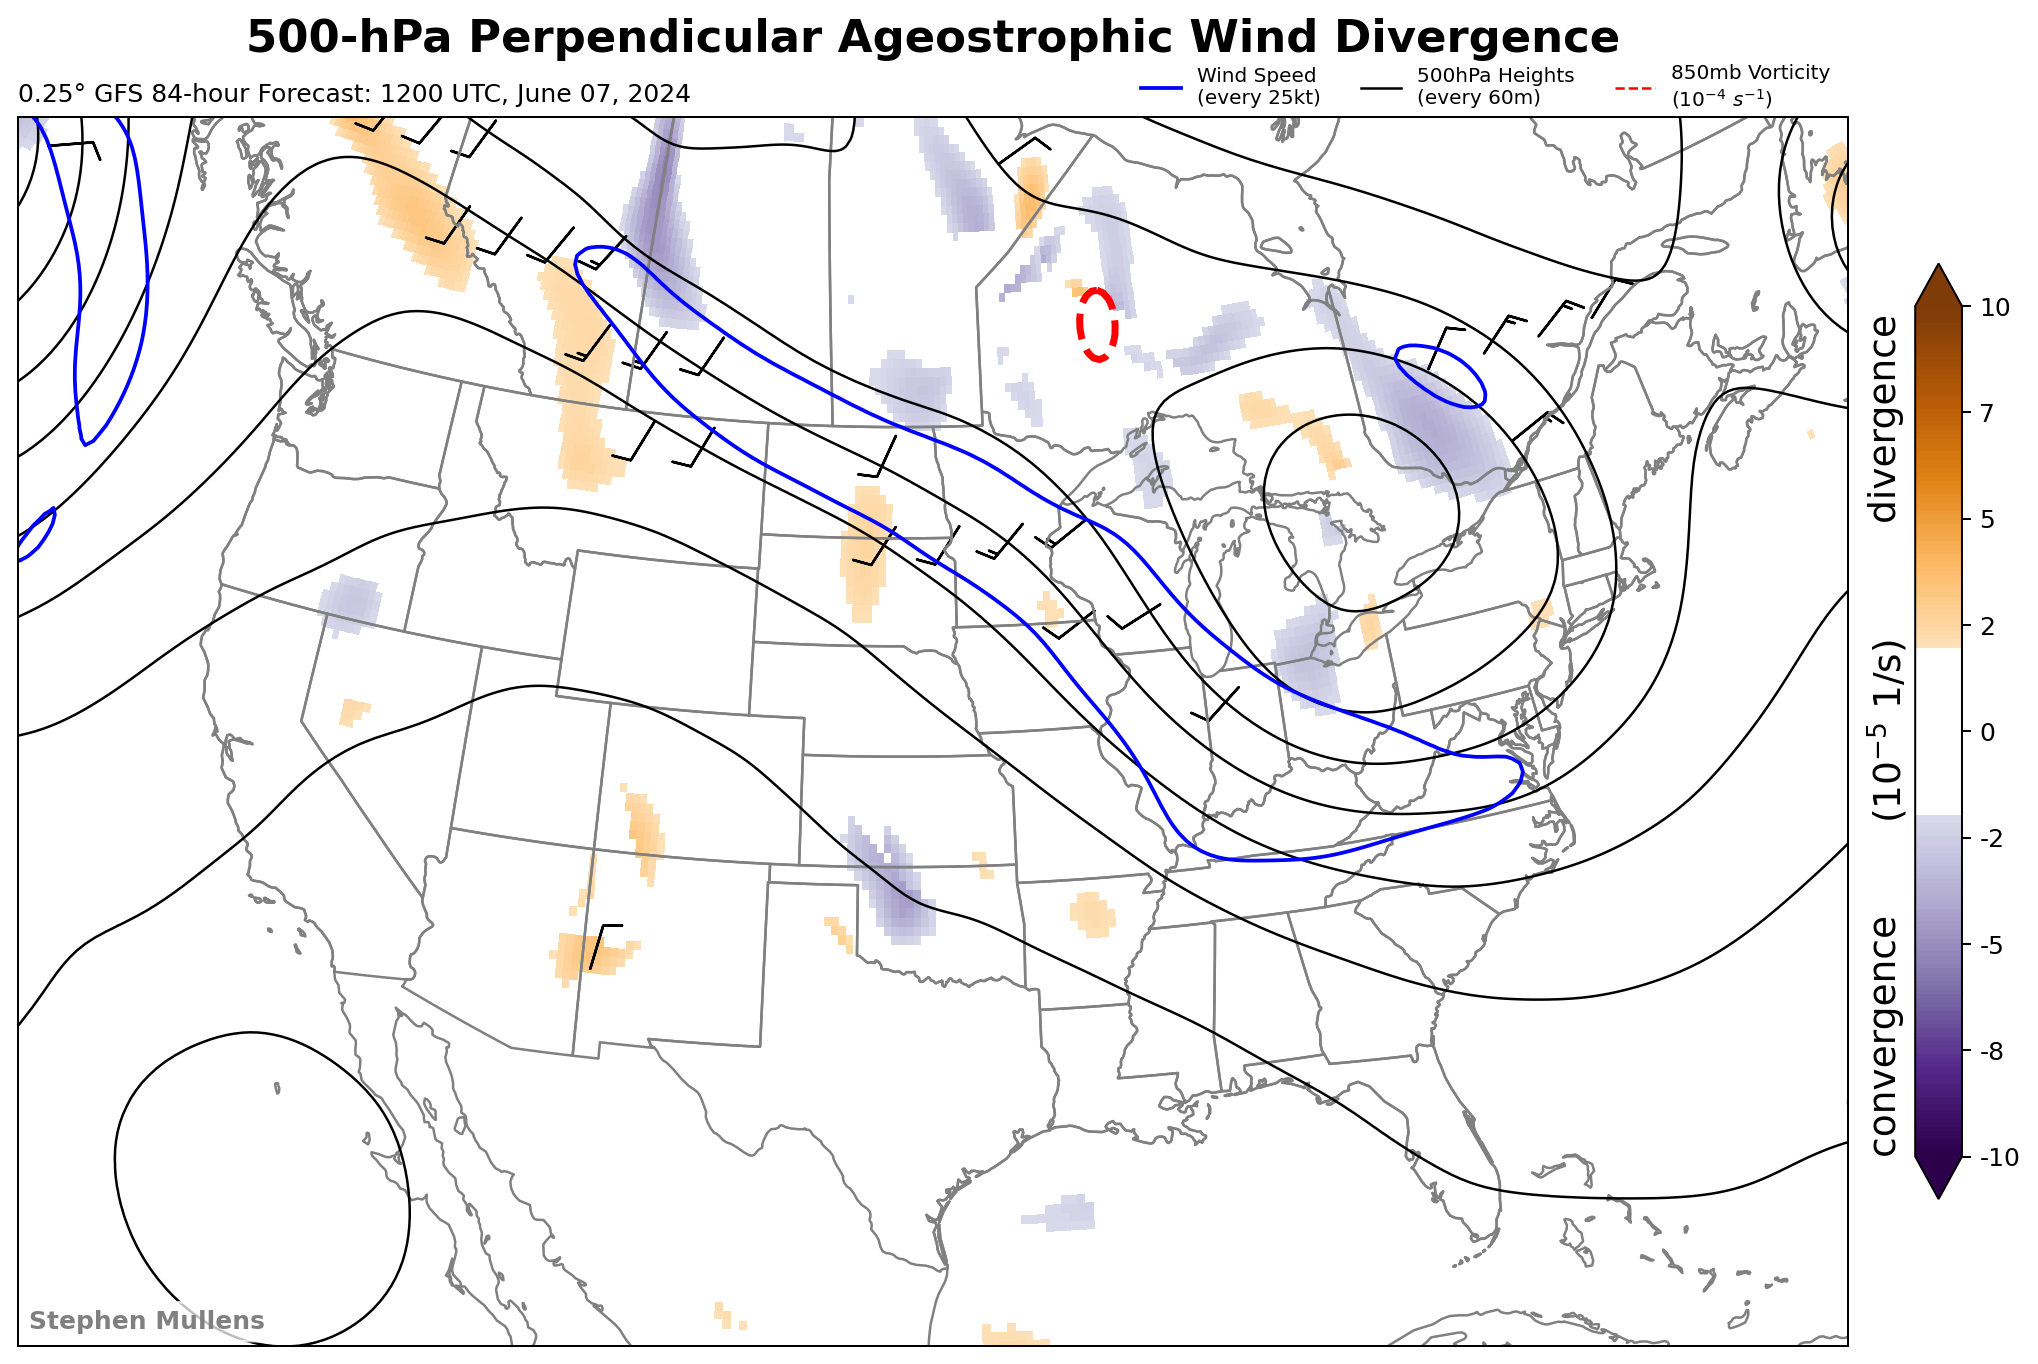 500-hPa Perpendicular Ageostrophic Wind Divergence
0.25° GFS 84-hour Forecast: 1200 UTC, June 07, 2024
Wind Speed
(every 25kt)
500hPa Heights
(every 60m)
850mb Vorticity
(10⁻⁴ s⁻¹)
10
7
5
2
0
-2
-5
-8
-10
convergence (10⁻⁵ 1/s) divergence
Stephen Mullens